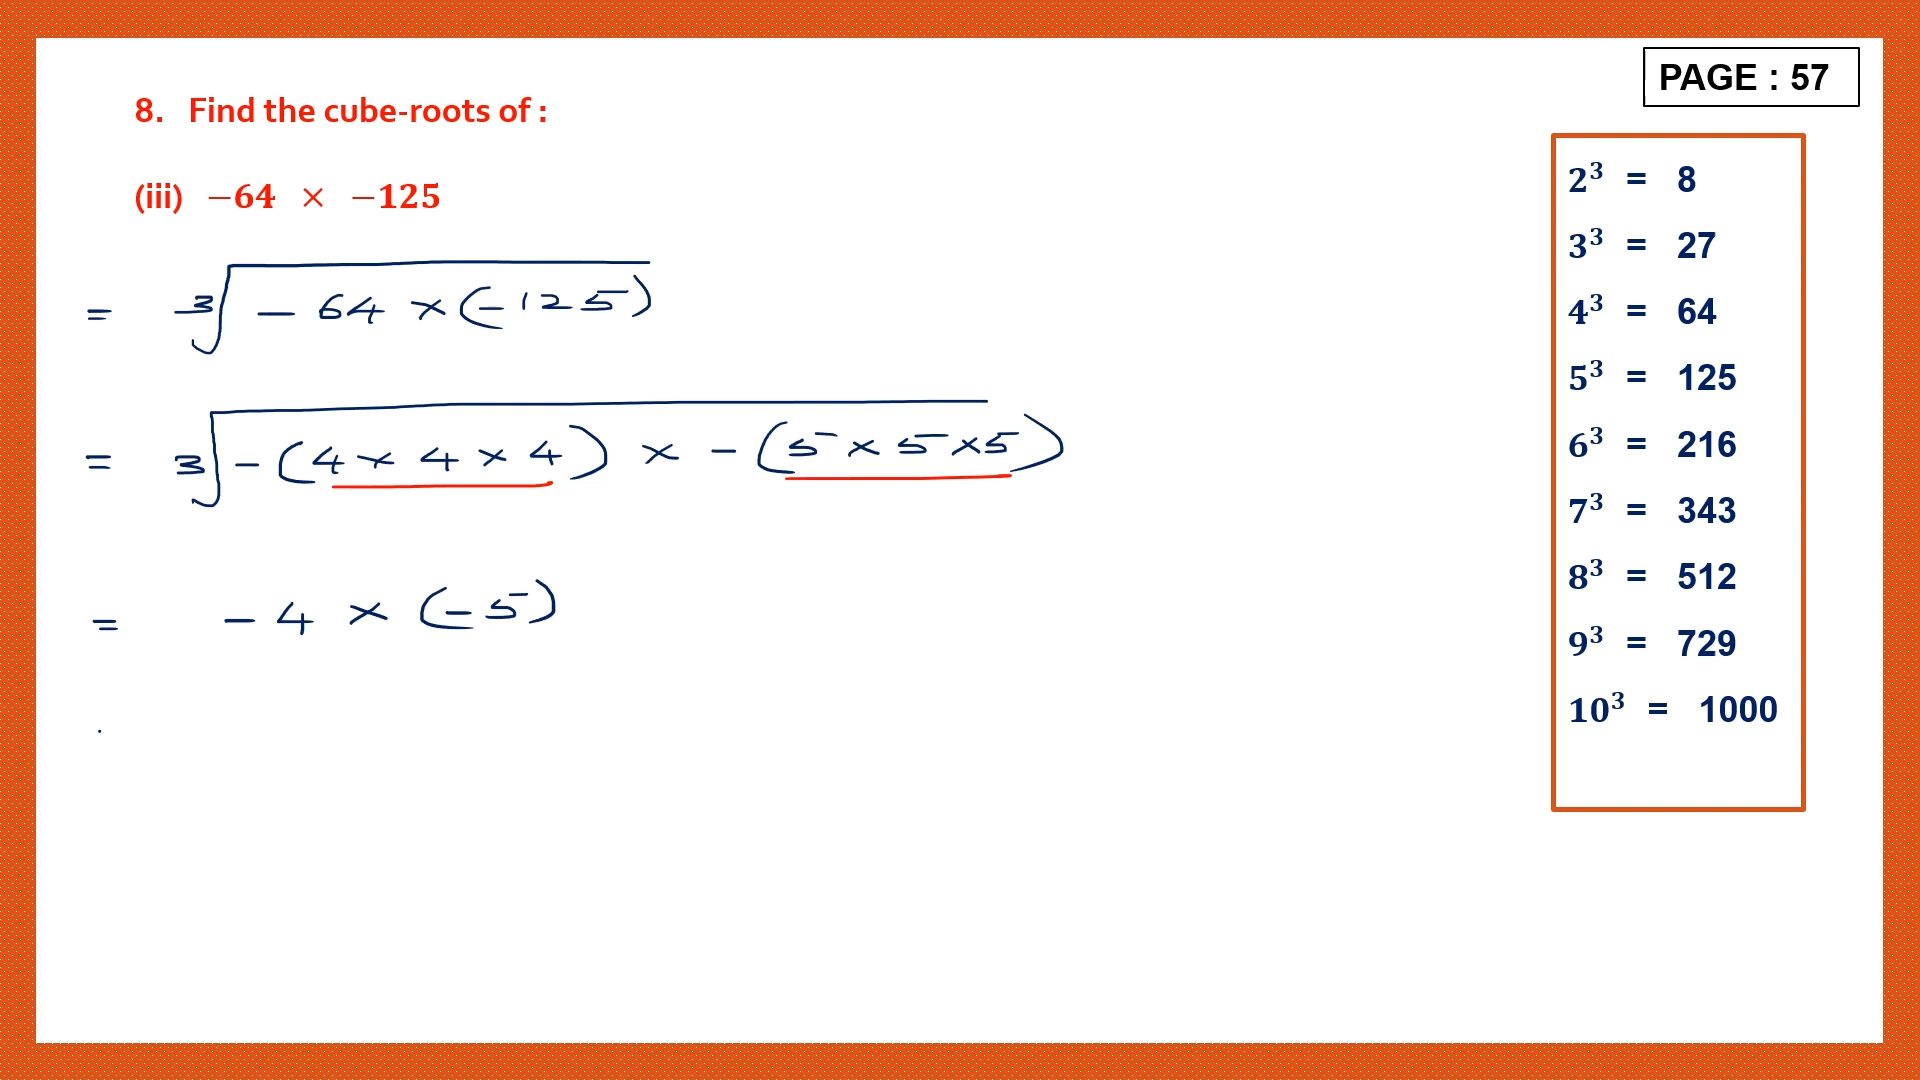 PAGE : 57
8. Find the cube-roots of :
(iii) −64 × −125
= ∛(− 64 × (−125))
= ∛(−(4 × 4 × 4) × −(5 × 5 × 5))
= −4 × (−5)
2³ = 8
3³ = 27
4³ = 64
5³ = 125
6³ = 216
7³ = 343
8³ = 512
9³ = 729
10³ = 1000